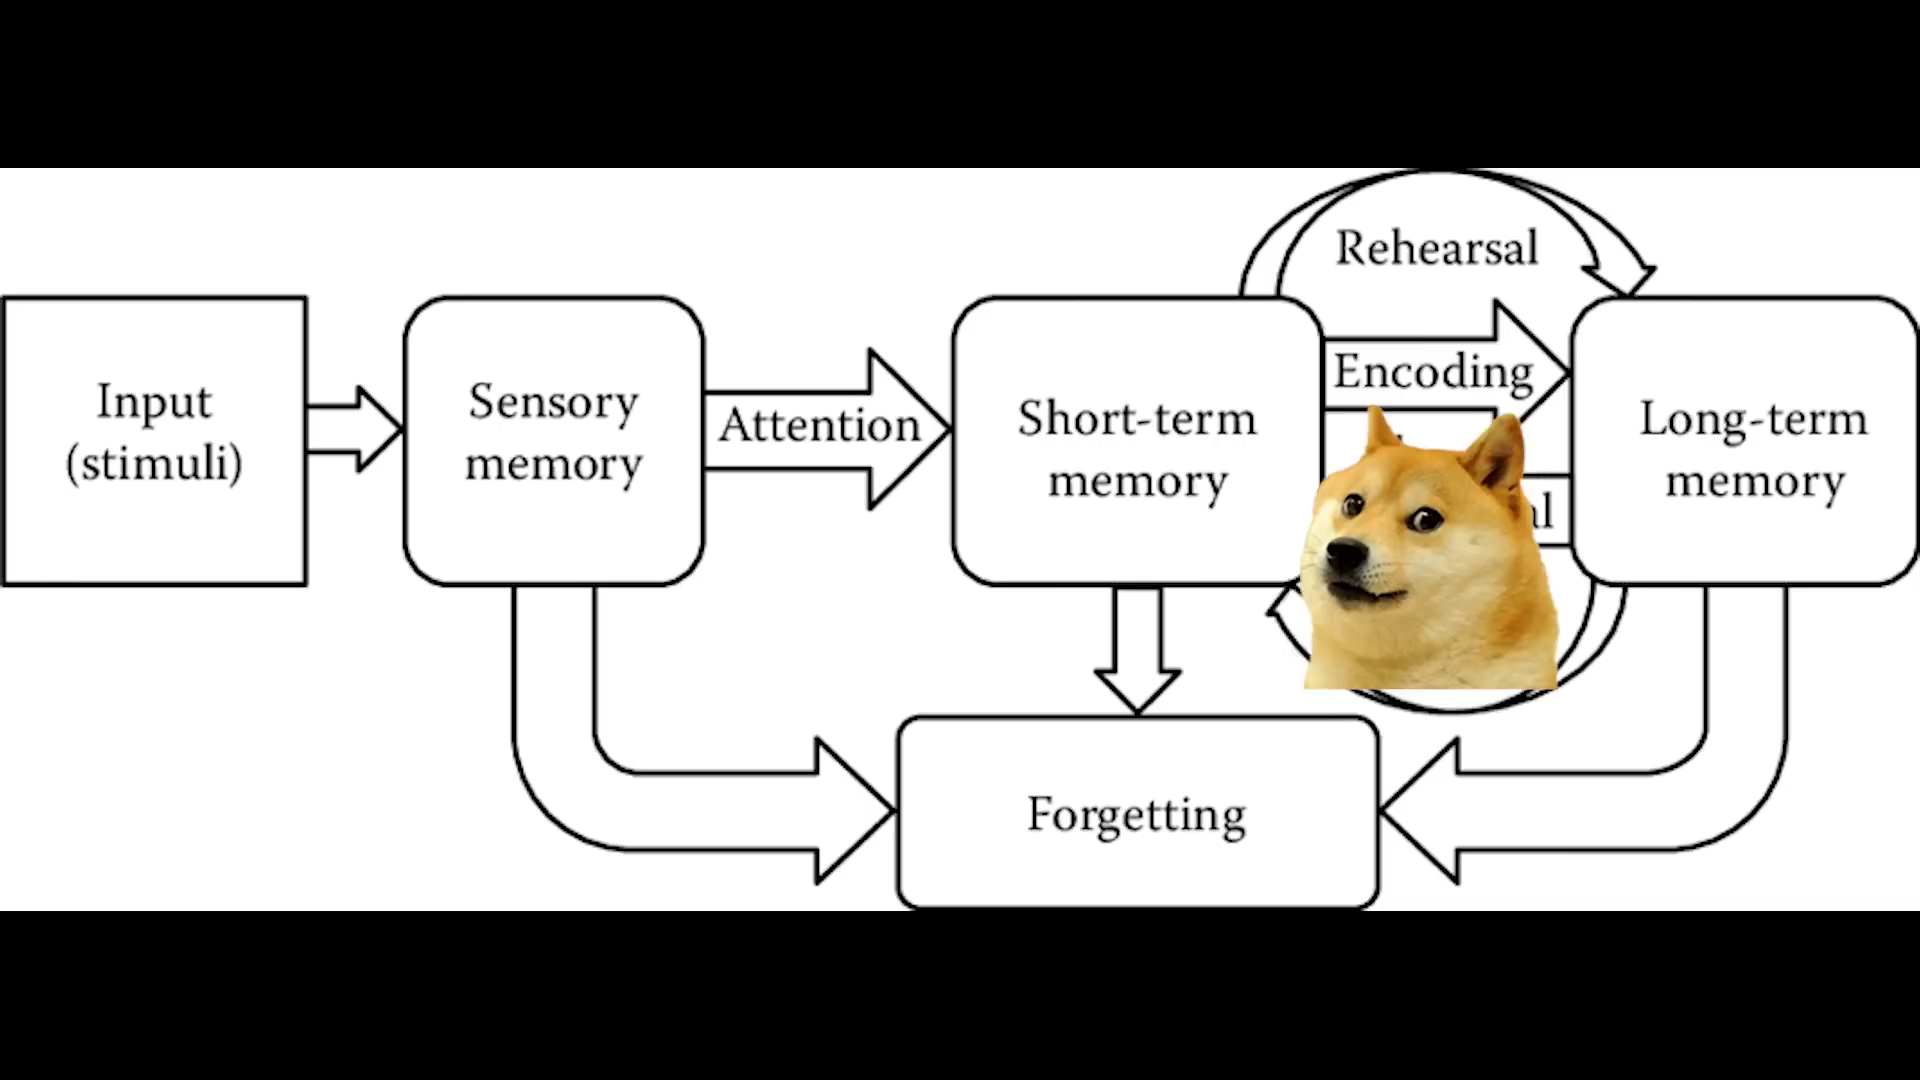 Rehearsal
Input
(stimuli)
Sensory
memory
Attention
Short-term
memory
Encoding
Long-term
memory
Forgetting